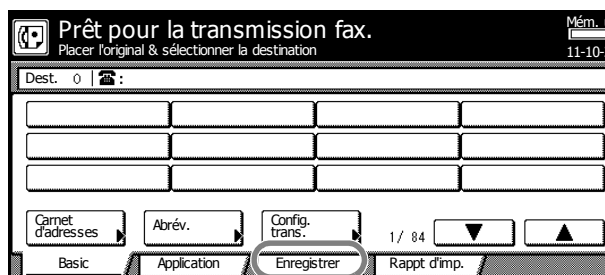 Prêt pour la transmission fax.
Placer l'original & sélectionner la destination
Mém.
11-10-
Dest. 0 ☎:
Carnet d'adresses
Abrév.
Config. trans.
1/ 84
Basic
Application
Enregistrer
Rappt d'imp.